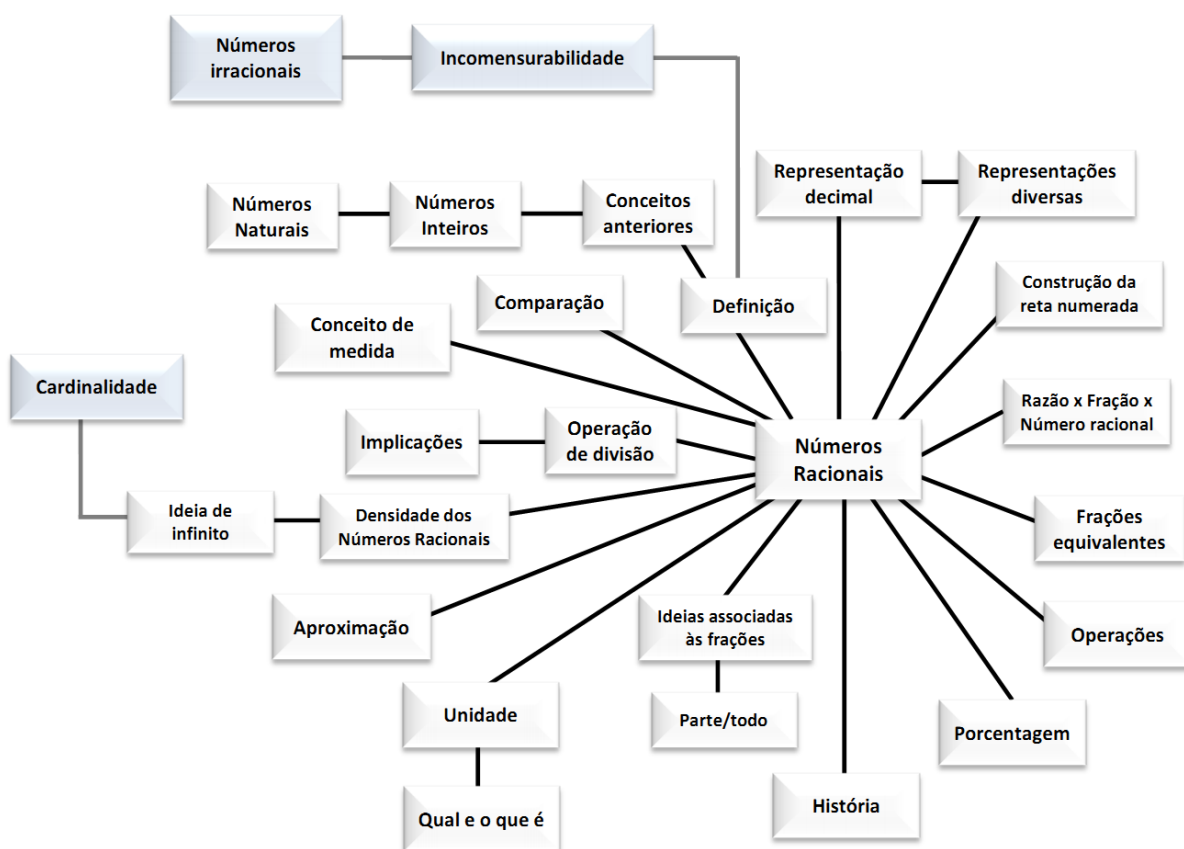 Números
irracionais
Incomensurabilidade
Representação
decimal
Representações
diversas
Números
Naturais
Números
Inteiros
Conceitos
anteriores
Construção da
reta numerada
Comparação
Definição
Conceito de
medida
Cardinalidade
Razão x Fração x
Número racional
Implicações
Operação
de divisão
Números
Racionais
Ideia de
infinito
Densidade dos
Números Racionais
Frações
equivalentes
Aproximação
Ideias associadas
às frações
Operações
Unidade
Parte/todo
Porcentagem
História
Qual e o que é